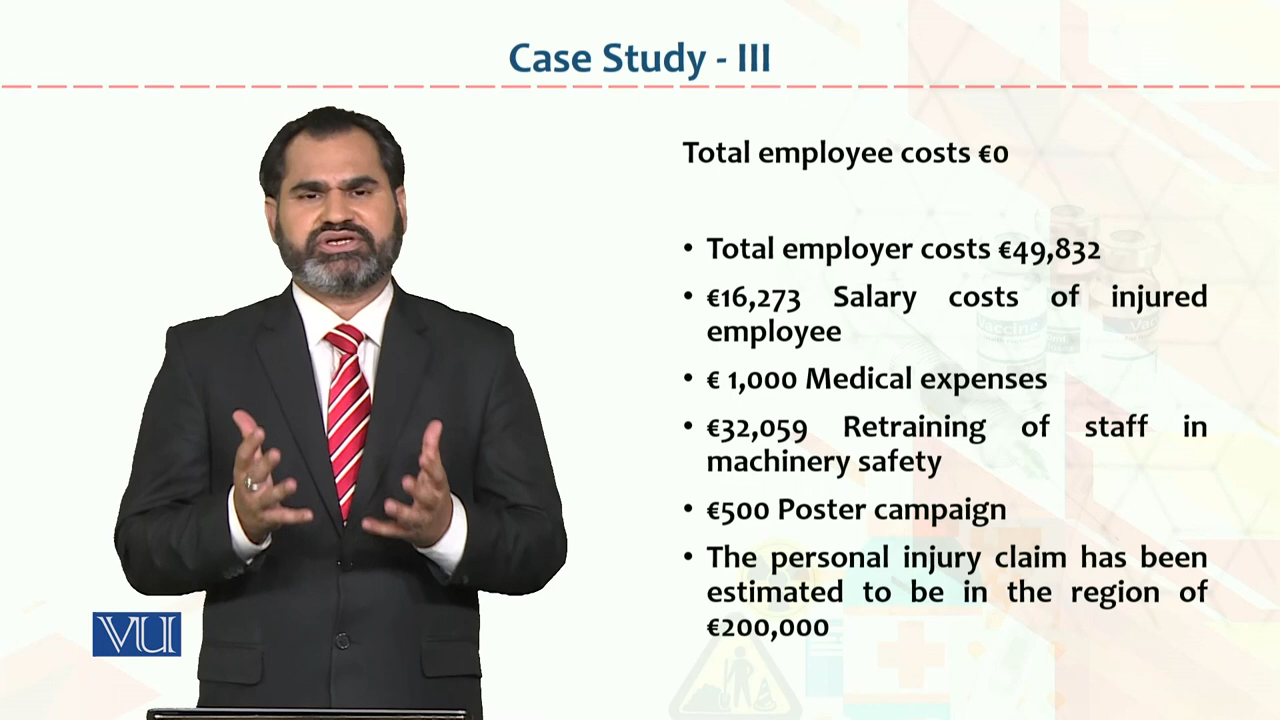 Case Study - III
Total employee costs €0
• Total employer costs €49,832
• €16,273 Salary costs of injured
employee
• € 1,000 Medical expenses
• €32,059 Retraining of staff in
machinery safety
• €500 Poster campaign
• The personal injury claim has been
estimated to be in the region of
€200,000
VU
Vaccine